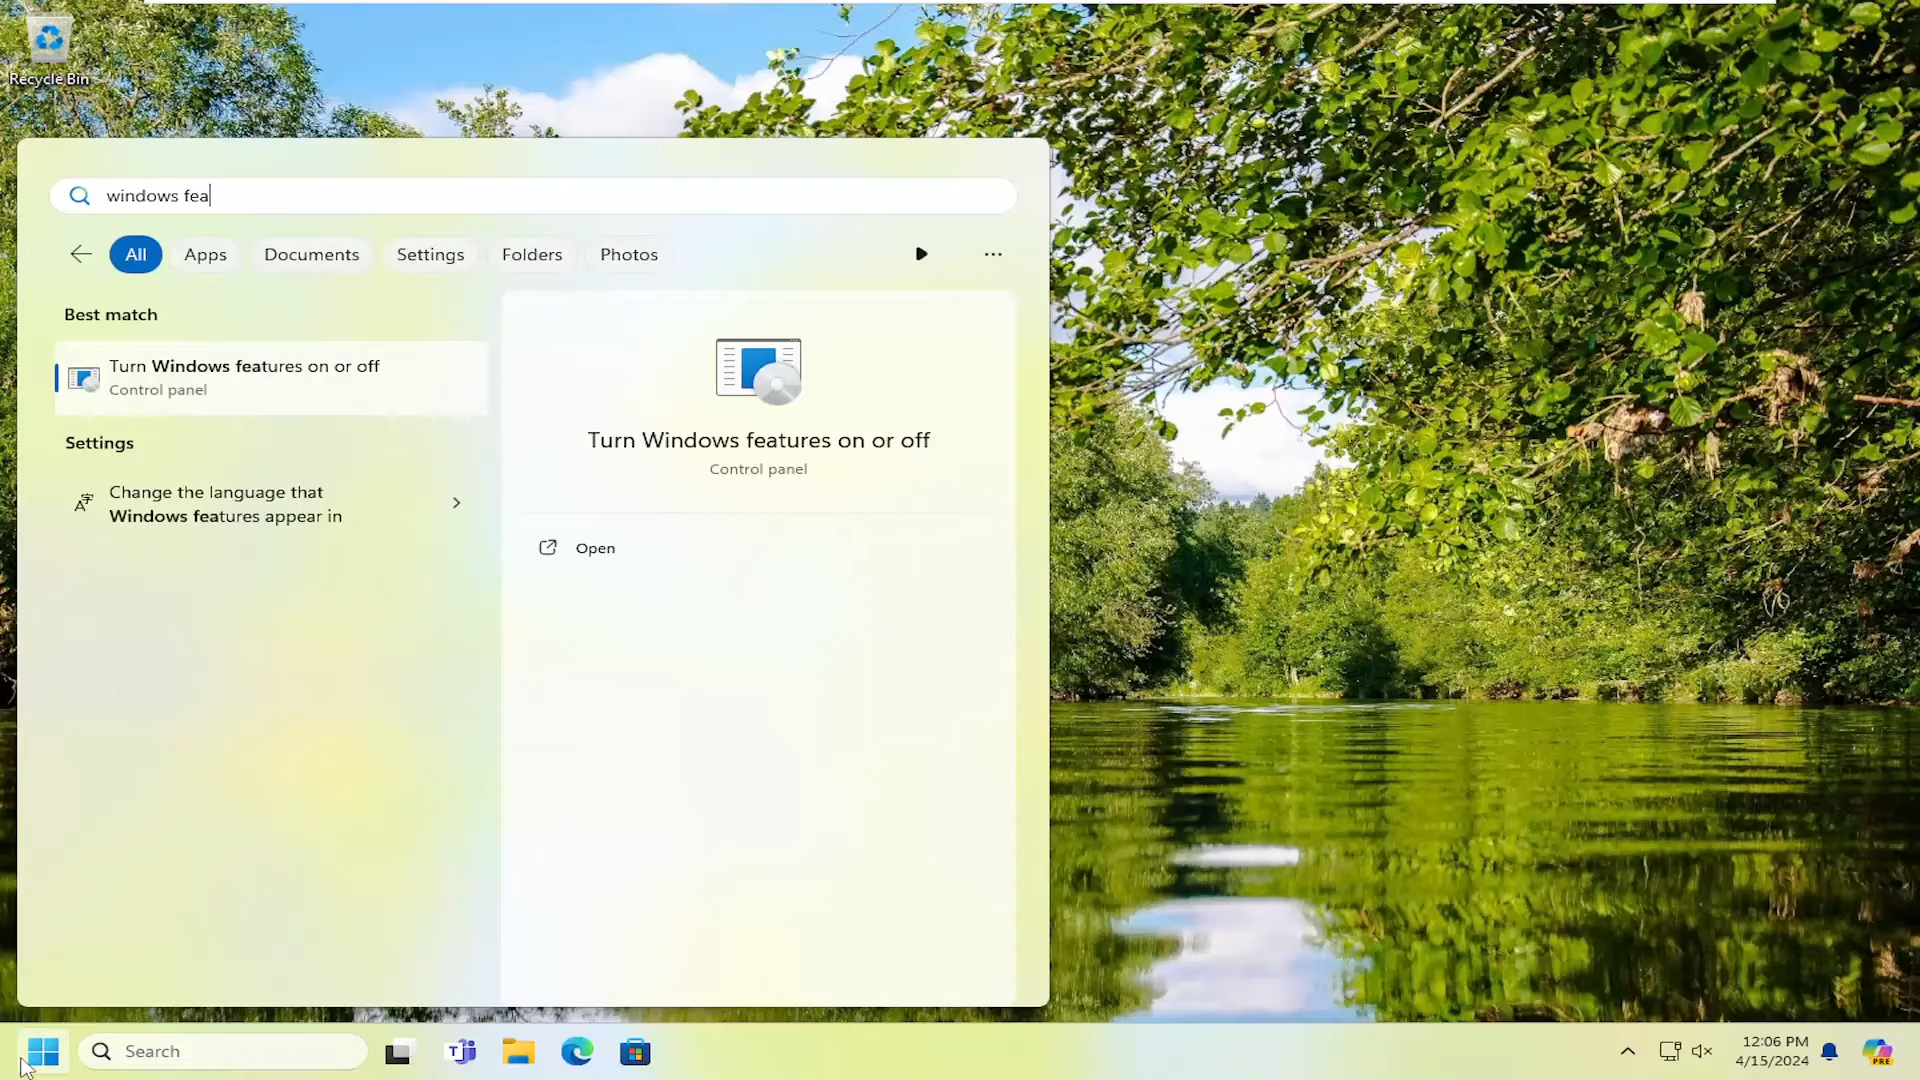 Recycle Bin
windows fea
All Apps Documents Settings Folders Photos
Best match
Turn Windows features on or off
Control panel
Settings
Change the language that
Windows features appear in
Turn Windows features on or off
Control panel
Open
Search
12:06 PM
4/15/2024
PRE